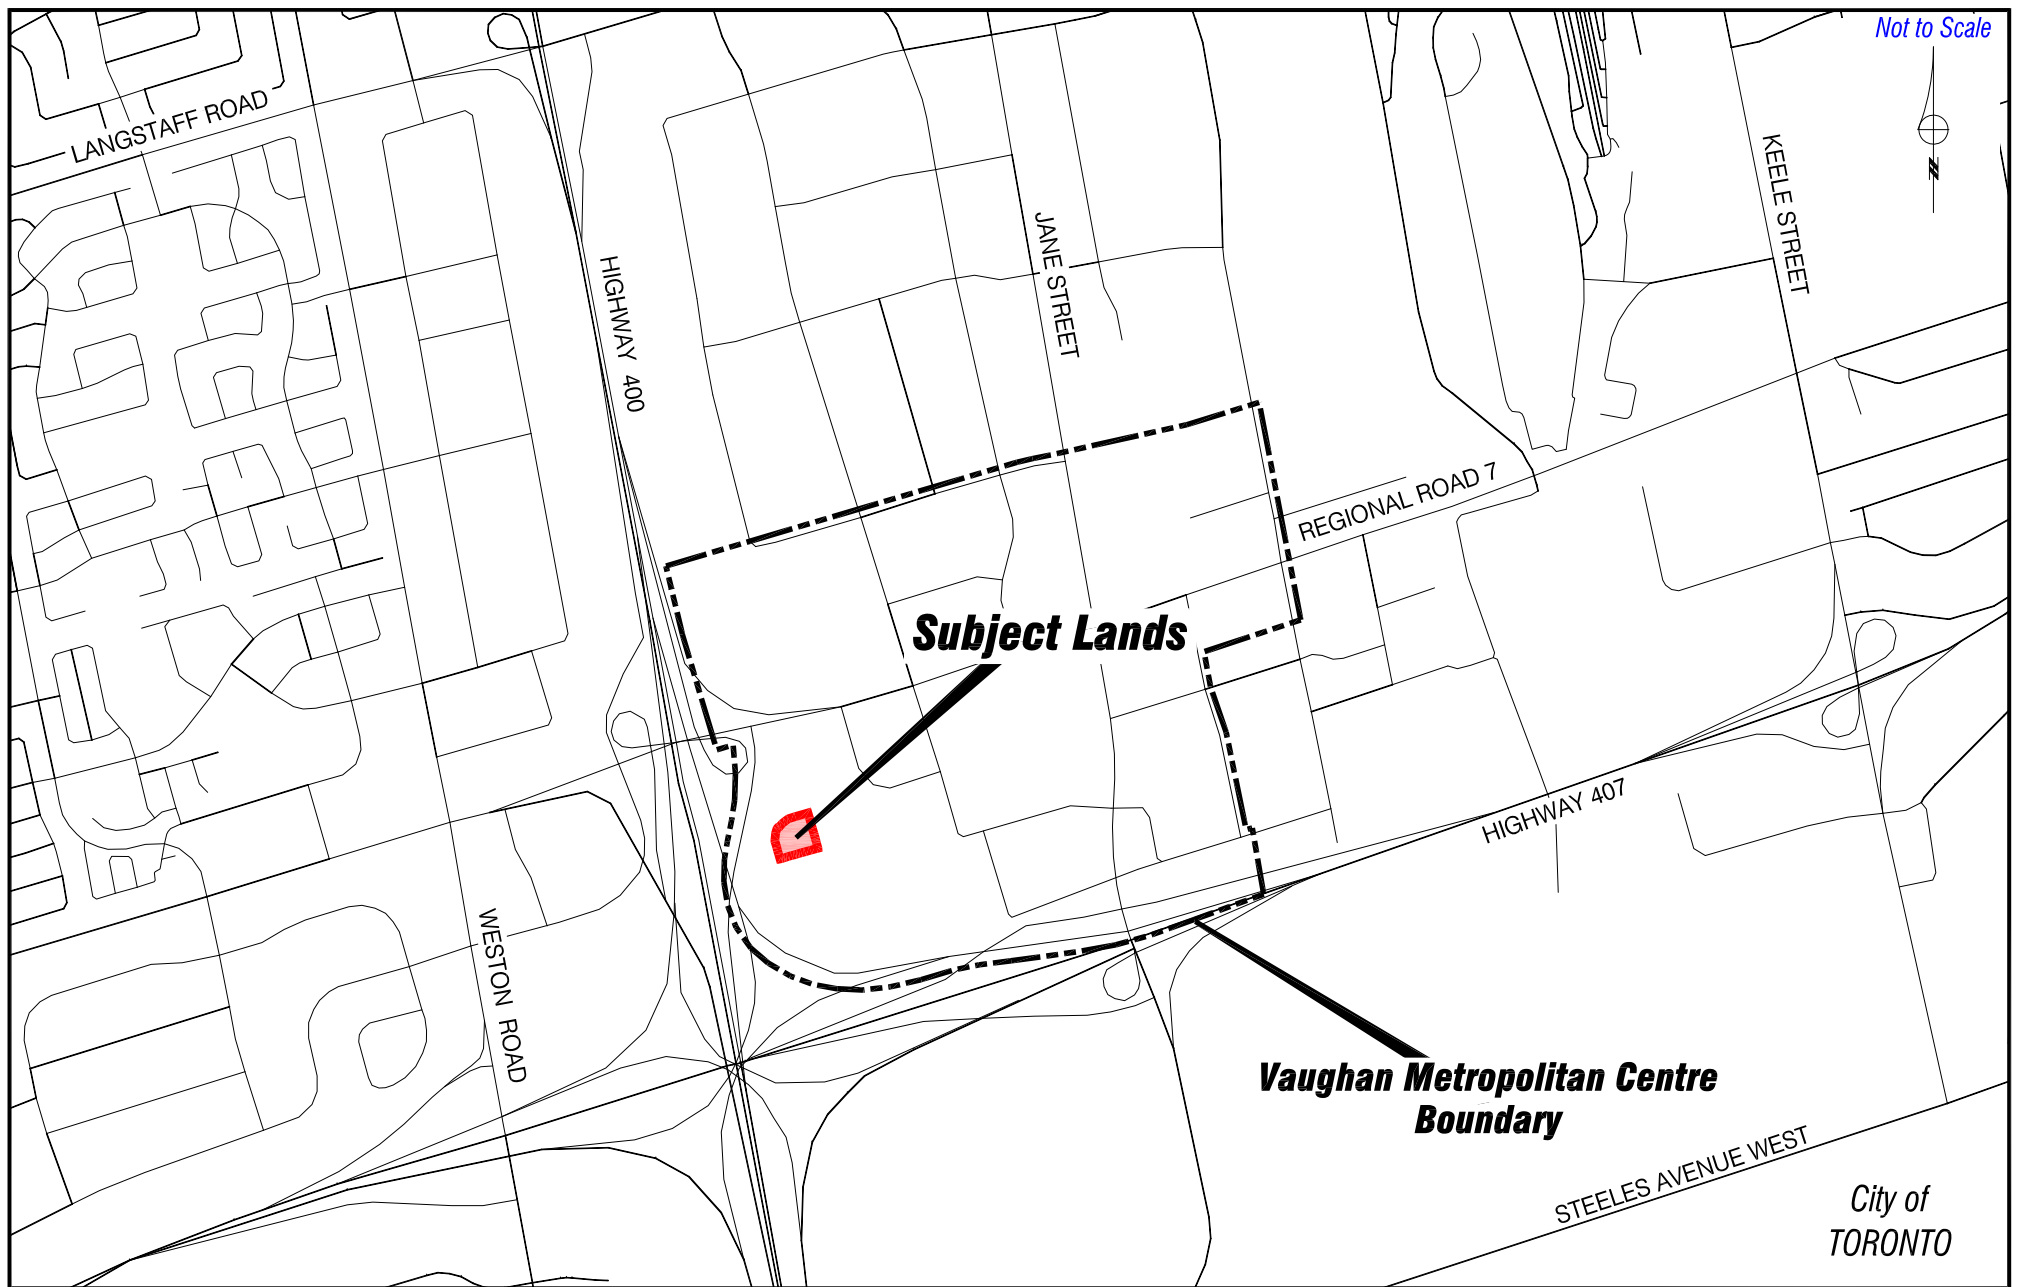 Not to Scale
LANGSTAFF ROAD
N
KEELE STREET
JANE STREET
HIGHWAY 400
REGIONAL ROAD 7
Subject Lands
HIGHWAY 407
WESTON ROAD
Vaughan Metropolitan Centre
Boundary
STEELES AVENUE WEST
City of
TORONTO